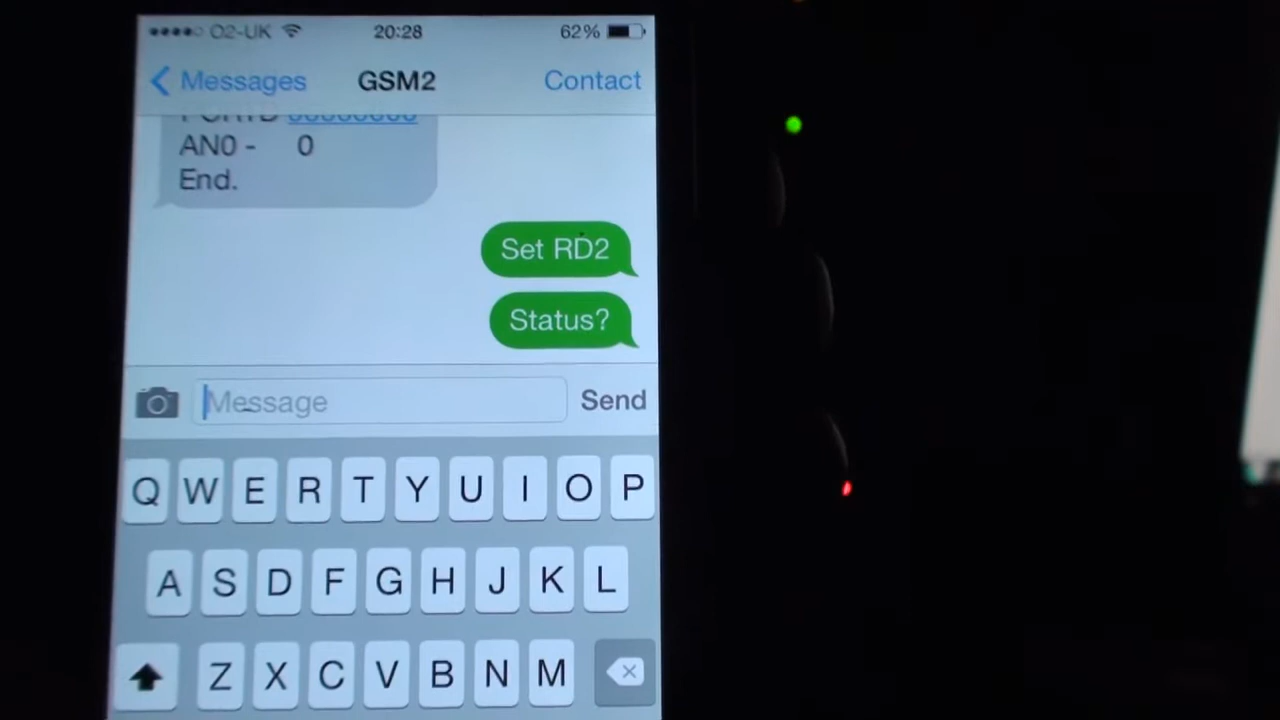 O2-UK 20:28 62%
Messages GSM2 Contact
AN0 - 0
End.
Set RD2
Status?
Message Send
Q W E R T Y U I O P
A S D F G H J K L
Z X C V B N M